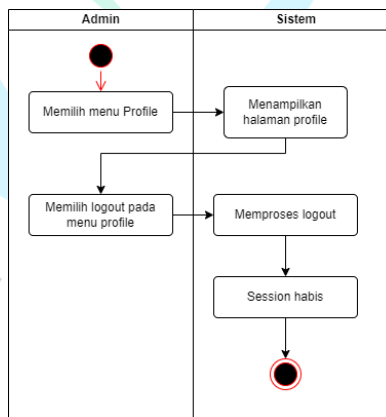 Admin
Sistem
Memilih menu Profile
Menampilkan
halaman profile
Memilih logout pada
menu profile
Memproses logout
Session habis